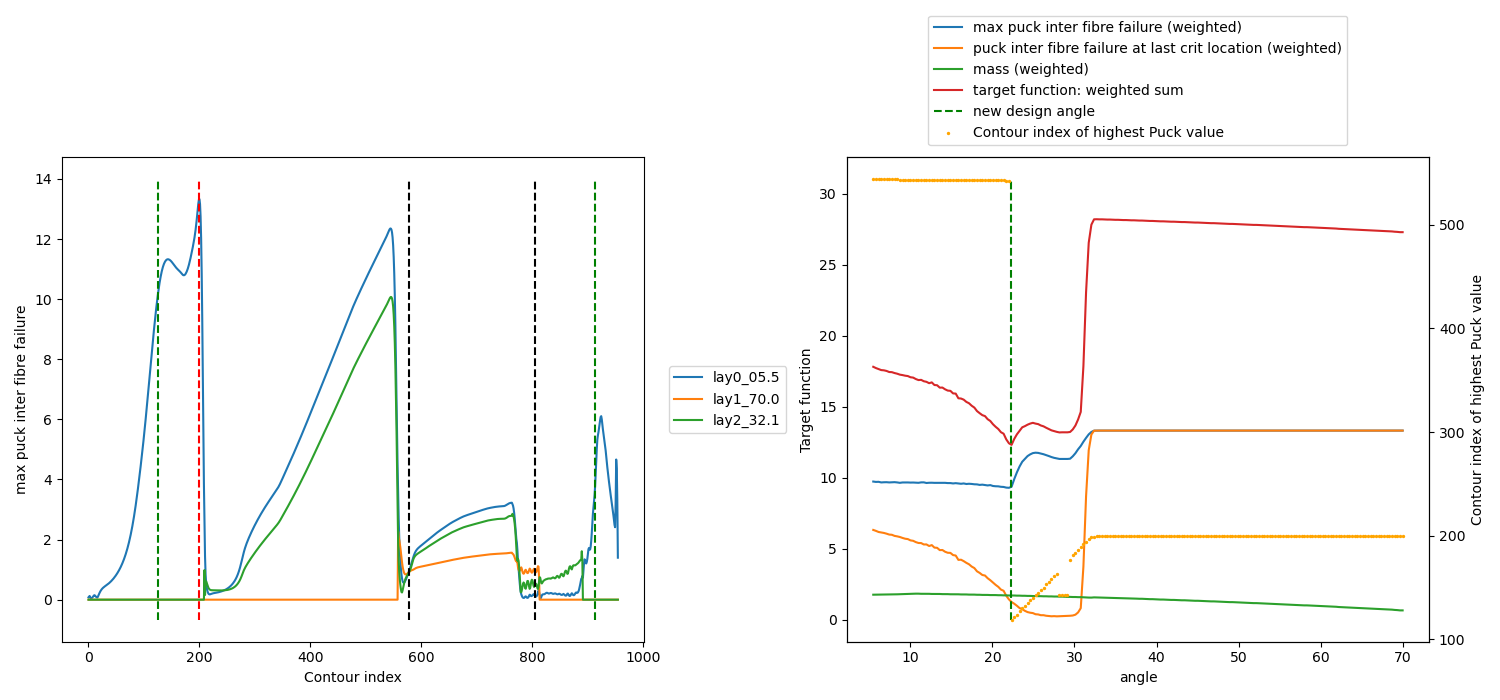 max puck inter fibre failure (weighted)
puck inter fibre failure at last crit location (weighted)
mass (weighted)
target function: weighted sum
new design angle
Contour index of highest Puck value
max puck inter fibre failure
14
12
10
8
6
4
2
0
0 200 400 600 800 1000
Contour index
lay0_05.5
lay1_70.0
lay2_32.1
Target function
30
25
20
15
10
5
0
10 20 30 40 50 60 70
angle
500
400
300
200
100
Contour index of highest Puck value